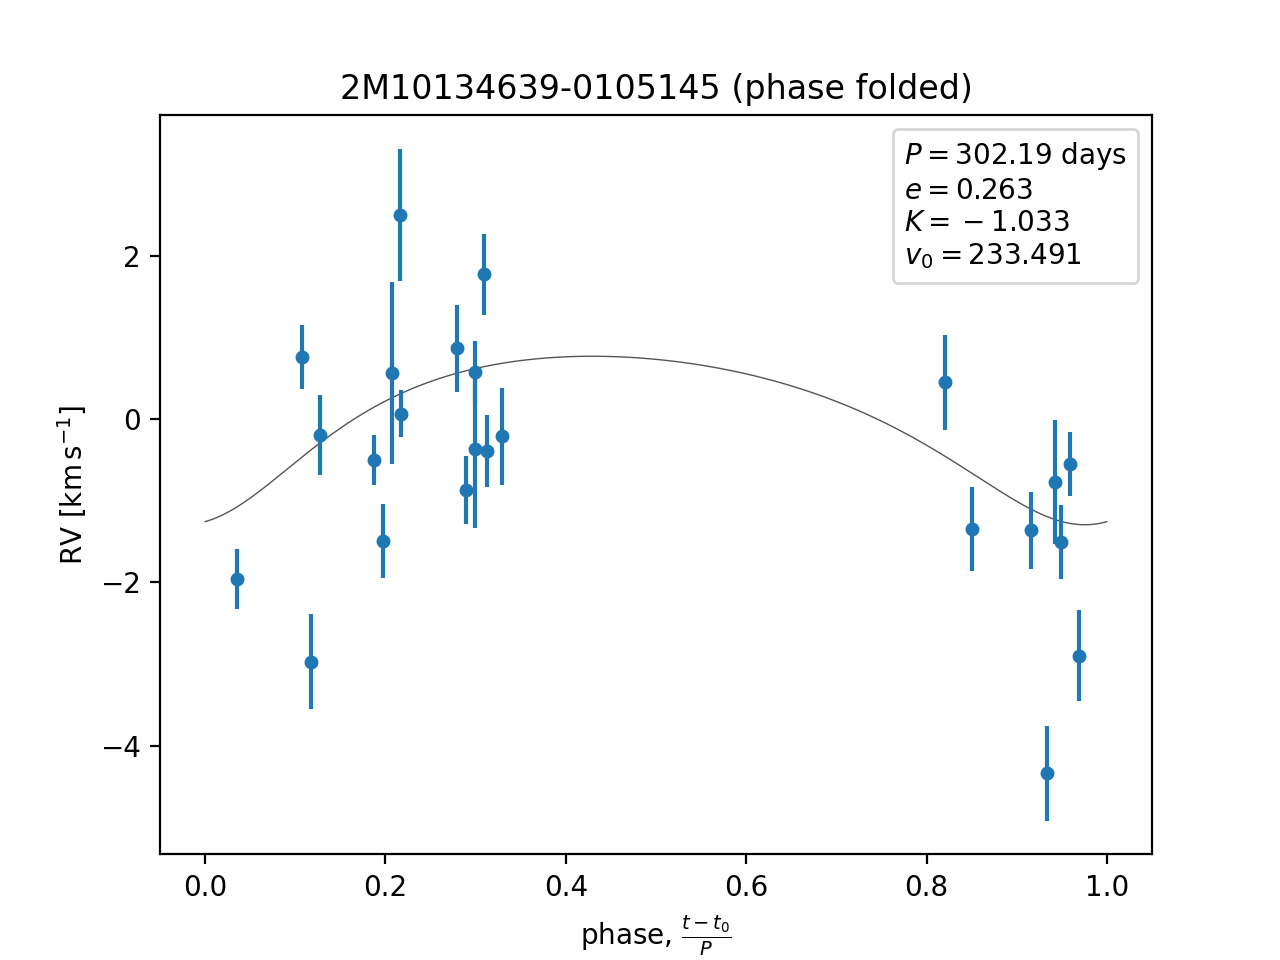 2M10134639-0105145 (phase folded)
P = 302.19 days
e = 0.263
K = −1.033
v₀ = 233.491
RV [km s⁻¹]
2
0
−2
−4
0.0 0.2 0.4 0.6 0.8 1.0
phase, (t − t₀)/P